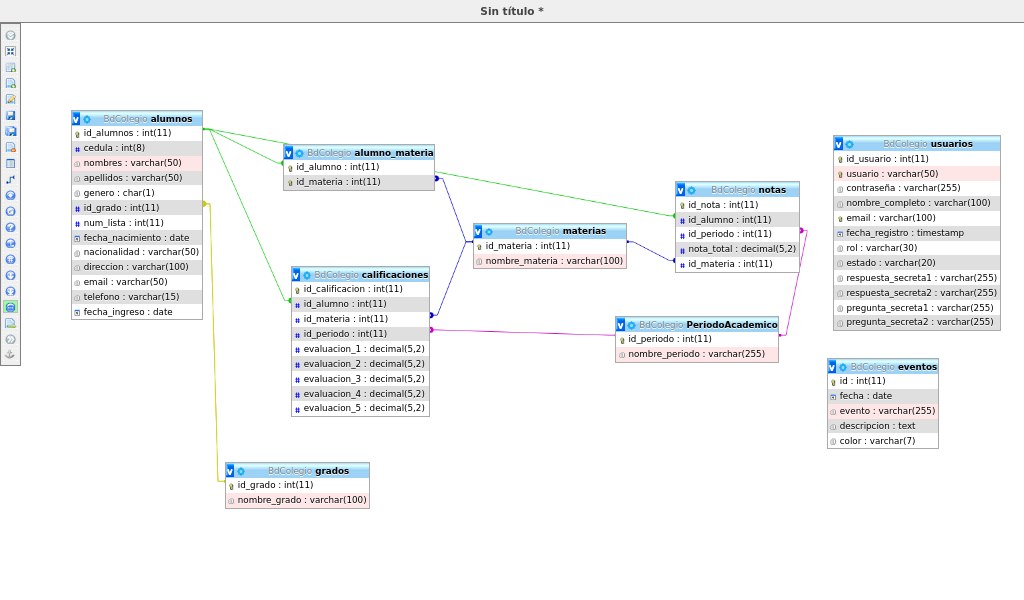 Sin título *
BdColegio alumnos
id_alumnos : int(11)
cedula : int(8)
nombres : varchar(50)
apellidos : varchar(50)
genero : char(1)
id_grado : int(11)
num_lista : int(11)
fecha_nacimiento : date
nacionalidad : varchar(50)
direccion : varchar(100)
email : varchar(50)
telefono : varchar(15)
fecha_ingreso : date
BdColegio alumno_materia
id_alumno : int(11)
id_materia : int(11)
BdColegio calificaciones
id_calificacion : int(11)
id_alumno : int(11)
id_materia : int(11)
id_periodo : int(11)
evaluacion_1 : decimal(5,2)
evaluacion_2 : decimal(5,2)
evaluacion_3 : decimal(5,2)
evaluacion_4 : decimal(5,2)
evaluacion_5 : decimal(5,2)
BdColegio grados
id_grado : int(11)
nombre_grado : varchar(100)
BdColegio materias
id_materia : int(11)
nombre_materia : varchar(100)
BdColegio notas
id_nota : int(11)
id_alumno : int(11)
id_periodo : int(11)
nota_total : decimal(5,2)
id_materia : int(11)
BdColegio PeriodoAcademico
id_periodo : int(11)
nombre_periodo : varchar(255)
BdColegio usuarios
id_usuario : int(11)
usuario : varchar(50)
contraseña : varchar(255)
nombre_completo : varchar(100)
email : varchar(100)
fecha_registro : timestamp
rol : varchar(30)
estado : varchar(20)
respuesta_secreta1 : varchar(255)
respuesta_secreta2 : varchar(255)
pregunta_secreta1 : varchar(255)
pregunta_secreta2 : varchar(255)
BdColegio eventos
id : int(11)
fecha : date
evento : varchar(255)
descripcion : text
color : varchar(7)